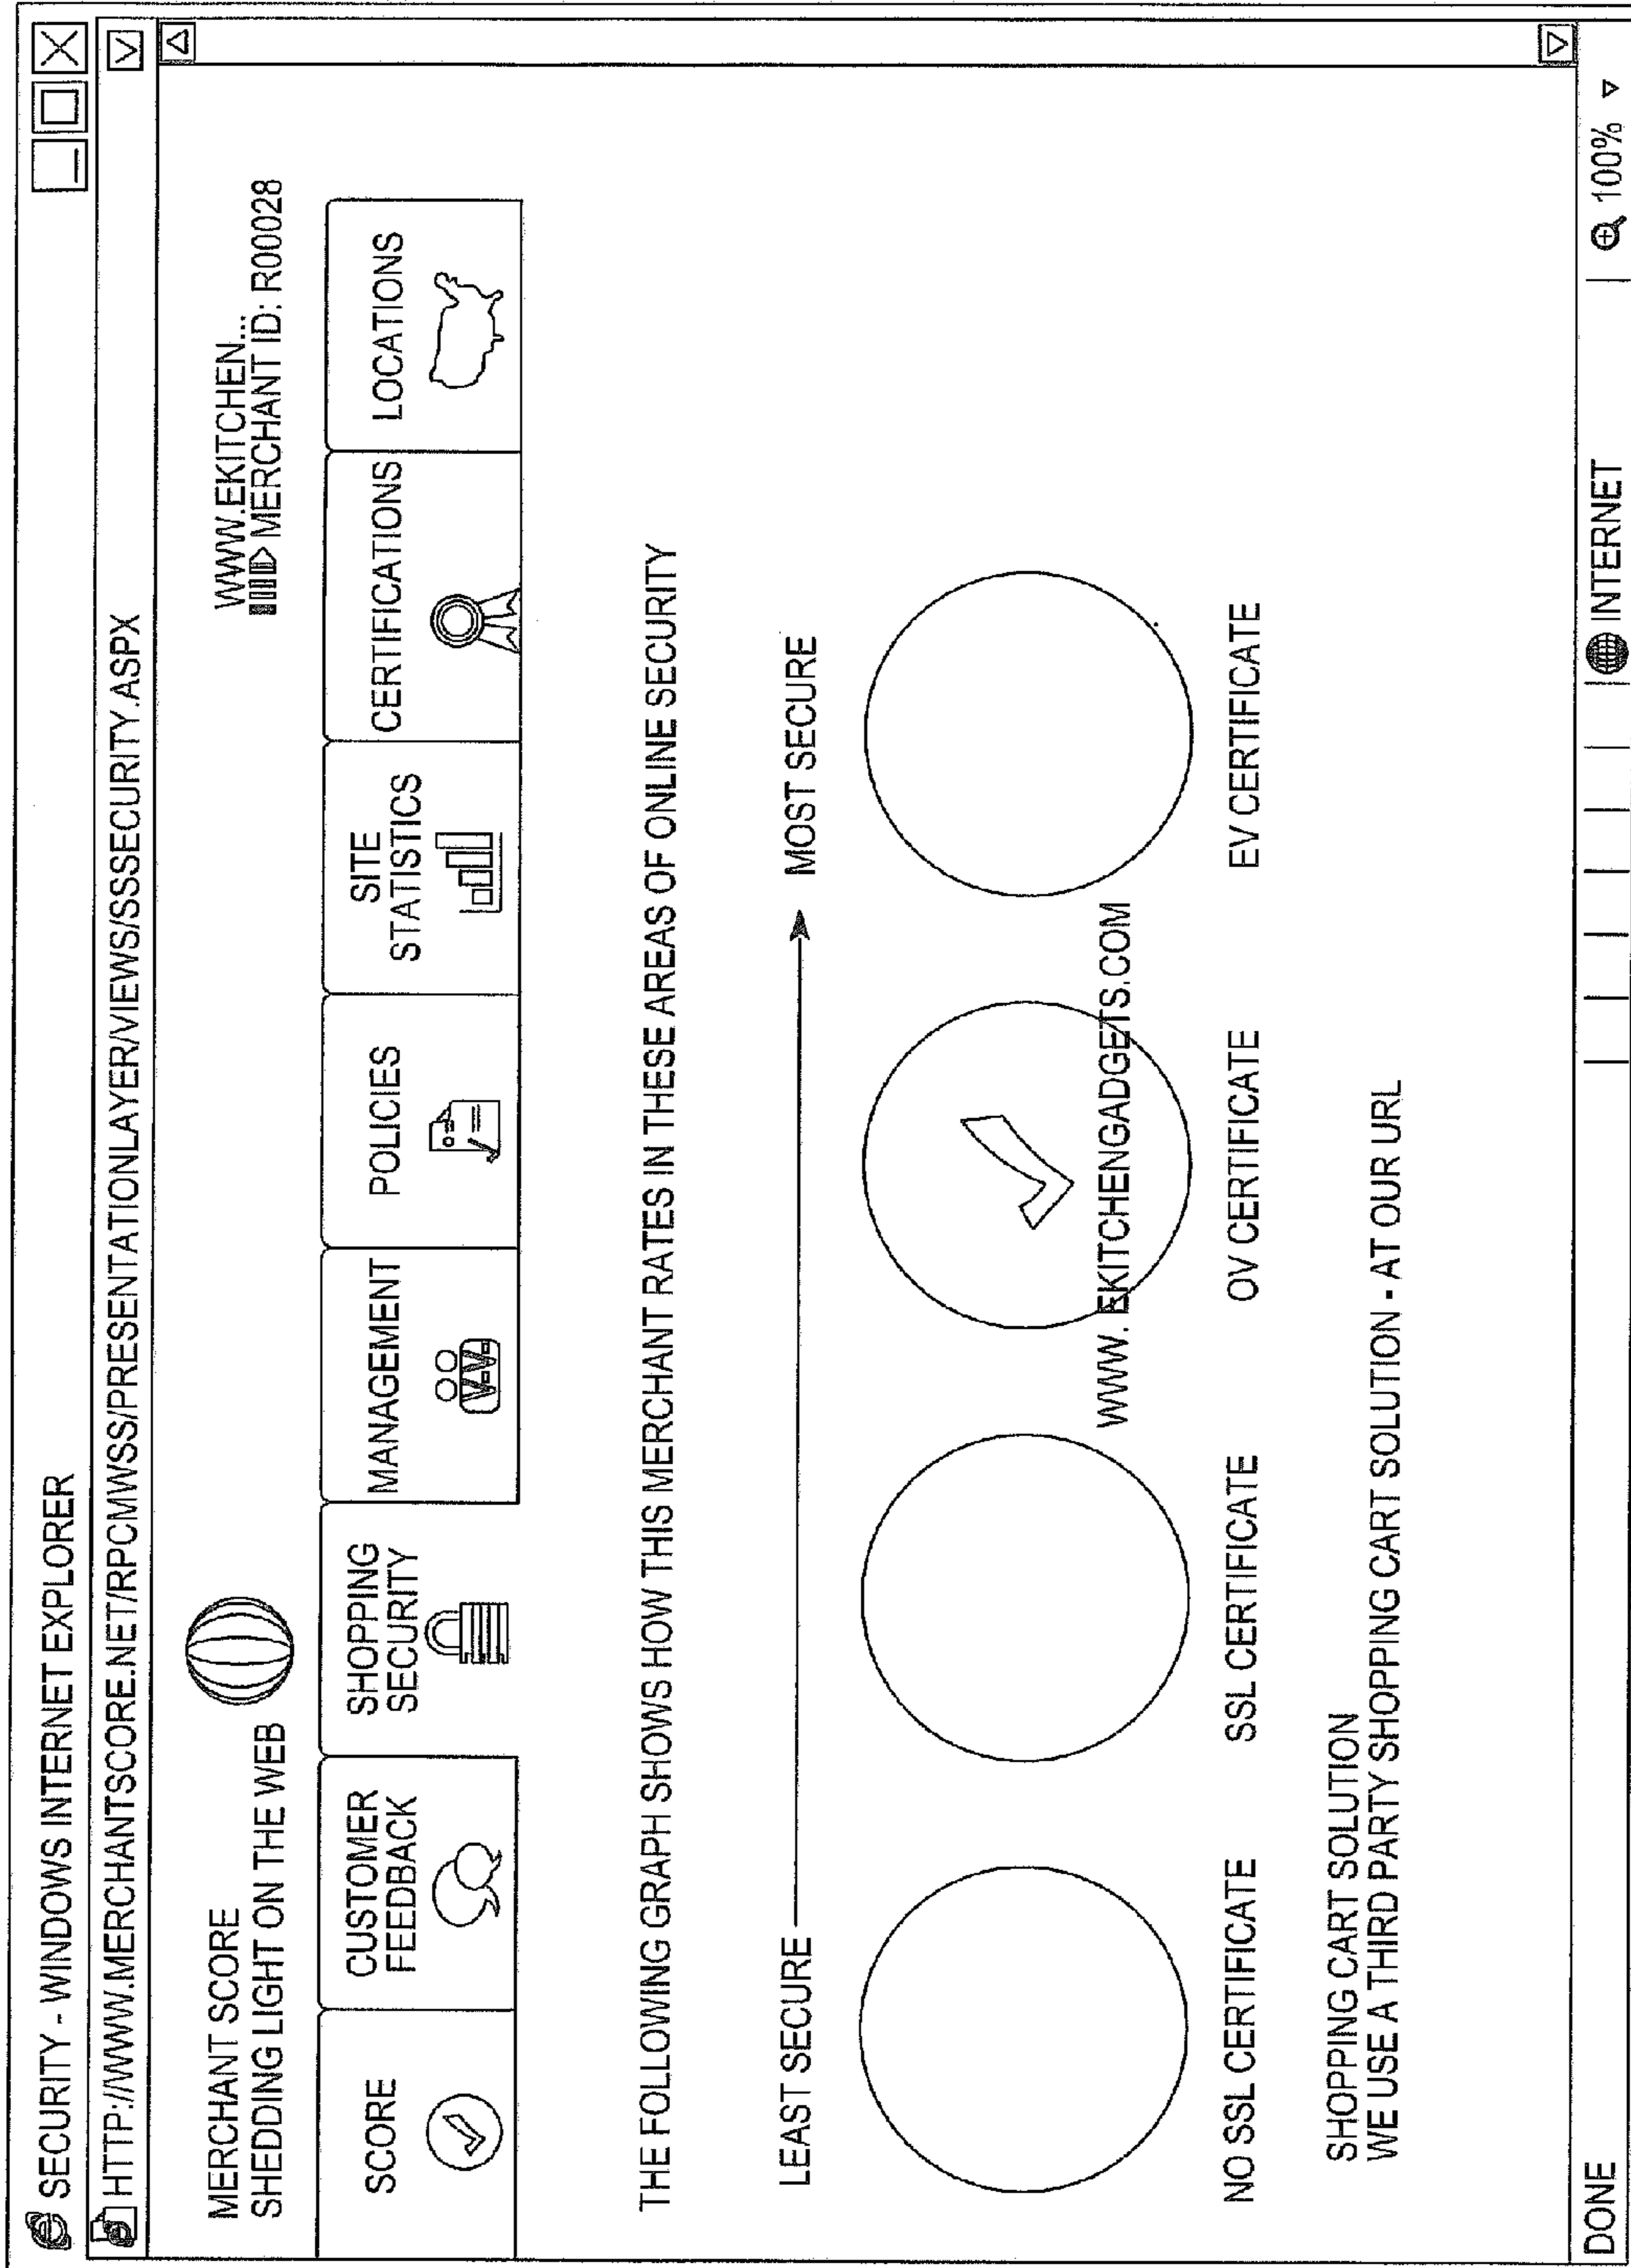 SECURITY - WINDOWS INTERNET EXPLORER
HTTP://WWW.MERCHANTSCORE.NET/RPCMWSS/PRESENTATIONLAYER/VIEWS/SSSECURITY.ASPX
MERCHANT SCORE
SHEDDING LIGHT ON THE WEB
WWW.EKITCHEN...
MERCHANT ID: R00028
SCORE
CUSTOMER
FEEDBACK
SHOPPING
SECURITY
MANAGEMENT
POLICIES
SITE
STATISTICS
CERTIFICATIONS
LOCATIONS
THE FOLLOWING GRAPH SHOWS HOW THIS MERCHANT RATES IN THESE AREAS OF ONLINE SECURITY
LEAST SECURE
MOST SECURE
WWW. EKITCHENGADGETS.COM
NO SSL CERTIFICATE
SSL CERTIFICATE
OV CERTIFICATE
EV CERTIFICATE
SHOPPING CART SOLUTION
WE USE A THIRD PARTY SHOPPING CART SOLUTION - AT OUR URL
DONE
INTERNET
100%